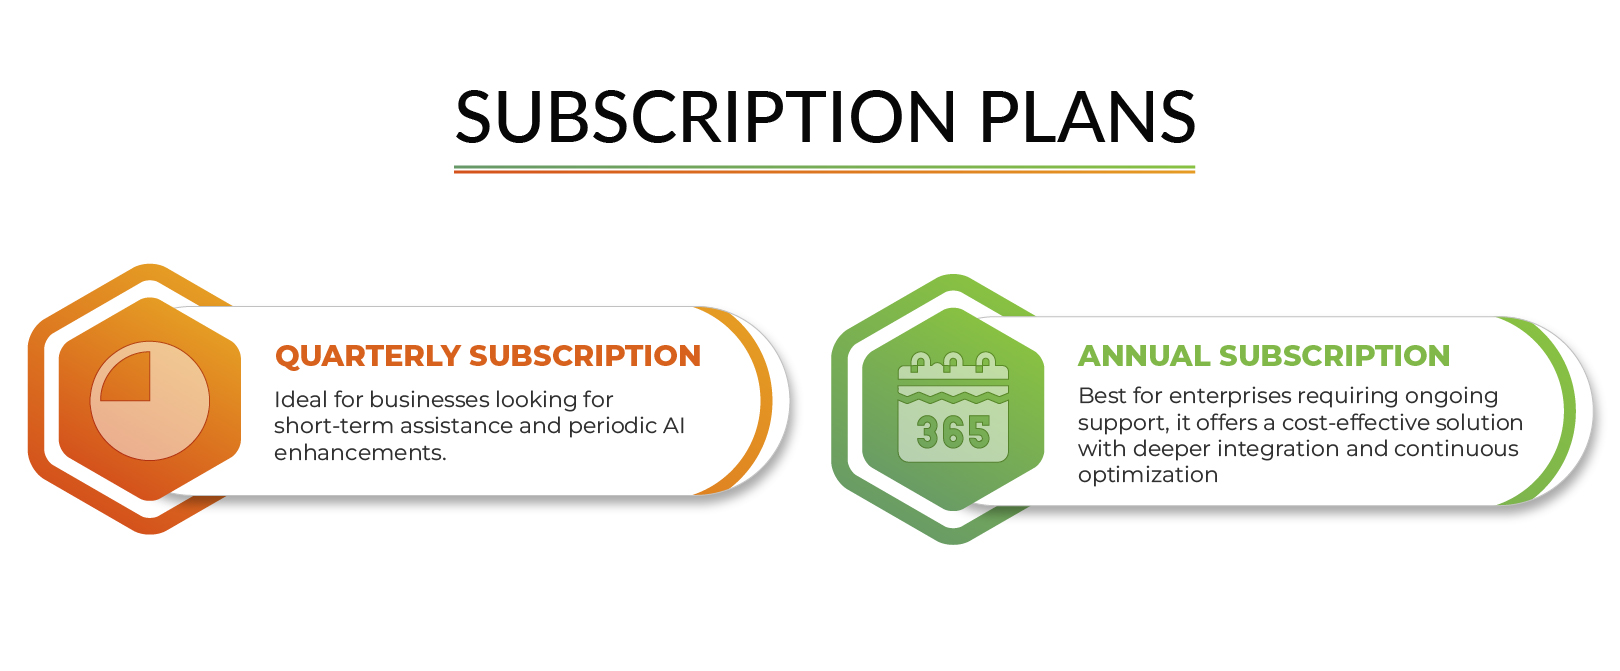 SUBSCRIPTION PLANS
QUARTERLY SUBSCRIPTION
Ideal for businesses looking for
short-term assistance and periodic AI
enhancements.
365
ANNUAL SUBSCRIPTION
Best for enterprises requiring ongoing
support, it offers a cost-effective solution
with deeper integration and continuous
optimization